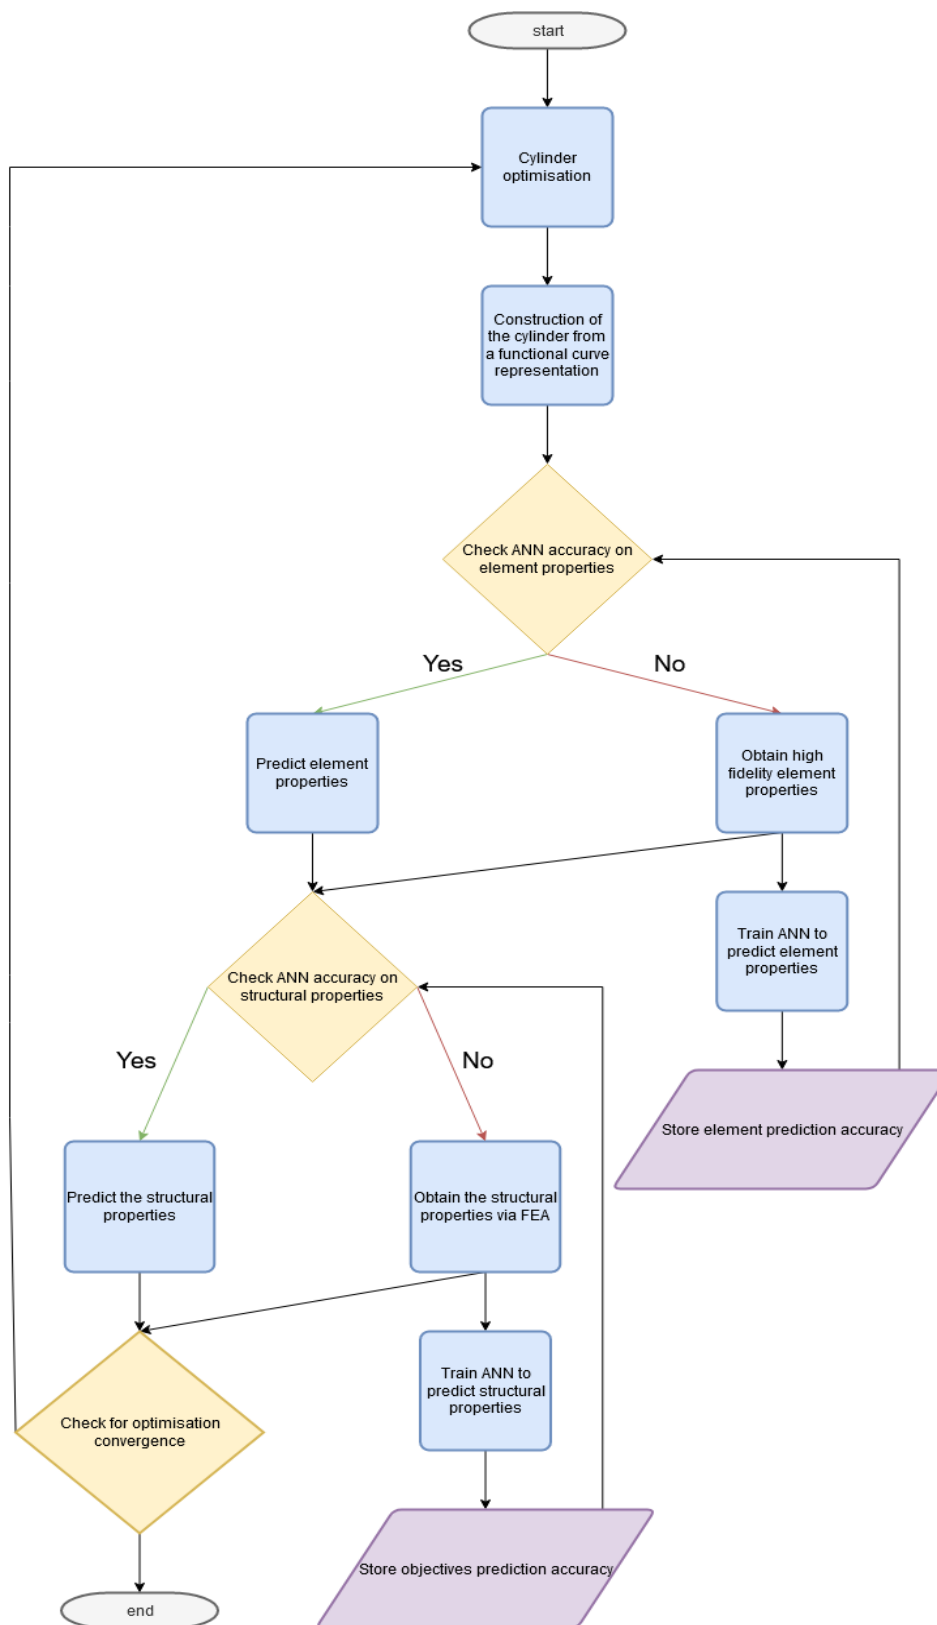 start
Cylinder
optimisation
Construction of
the cylinder from
a functional curve
representation
Check ANN accuracy on
element properties
Yes
No
Predict element
properties
Obtain high
fidelity element
properties
Train ANN to
predict element
properties
Check ANN accuracy on
structural properties
Yes
No
Store element prediction accuracy
Predict the structural
properties
Obtain the structural
properties via FEA
Train ANN to
predict structural
properties
Check for optimisation
convergence
Store objectives prediction accuracy
end